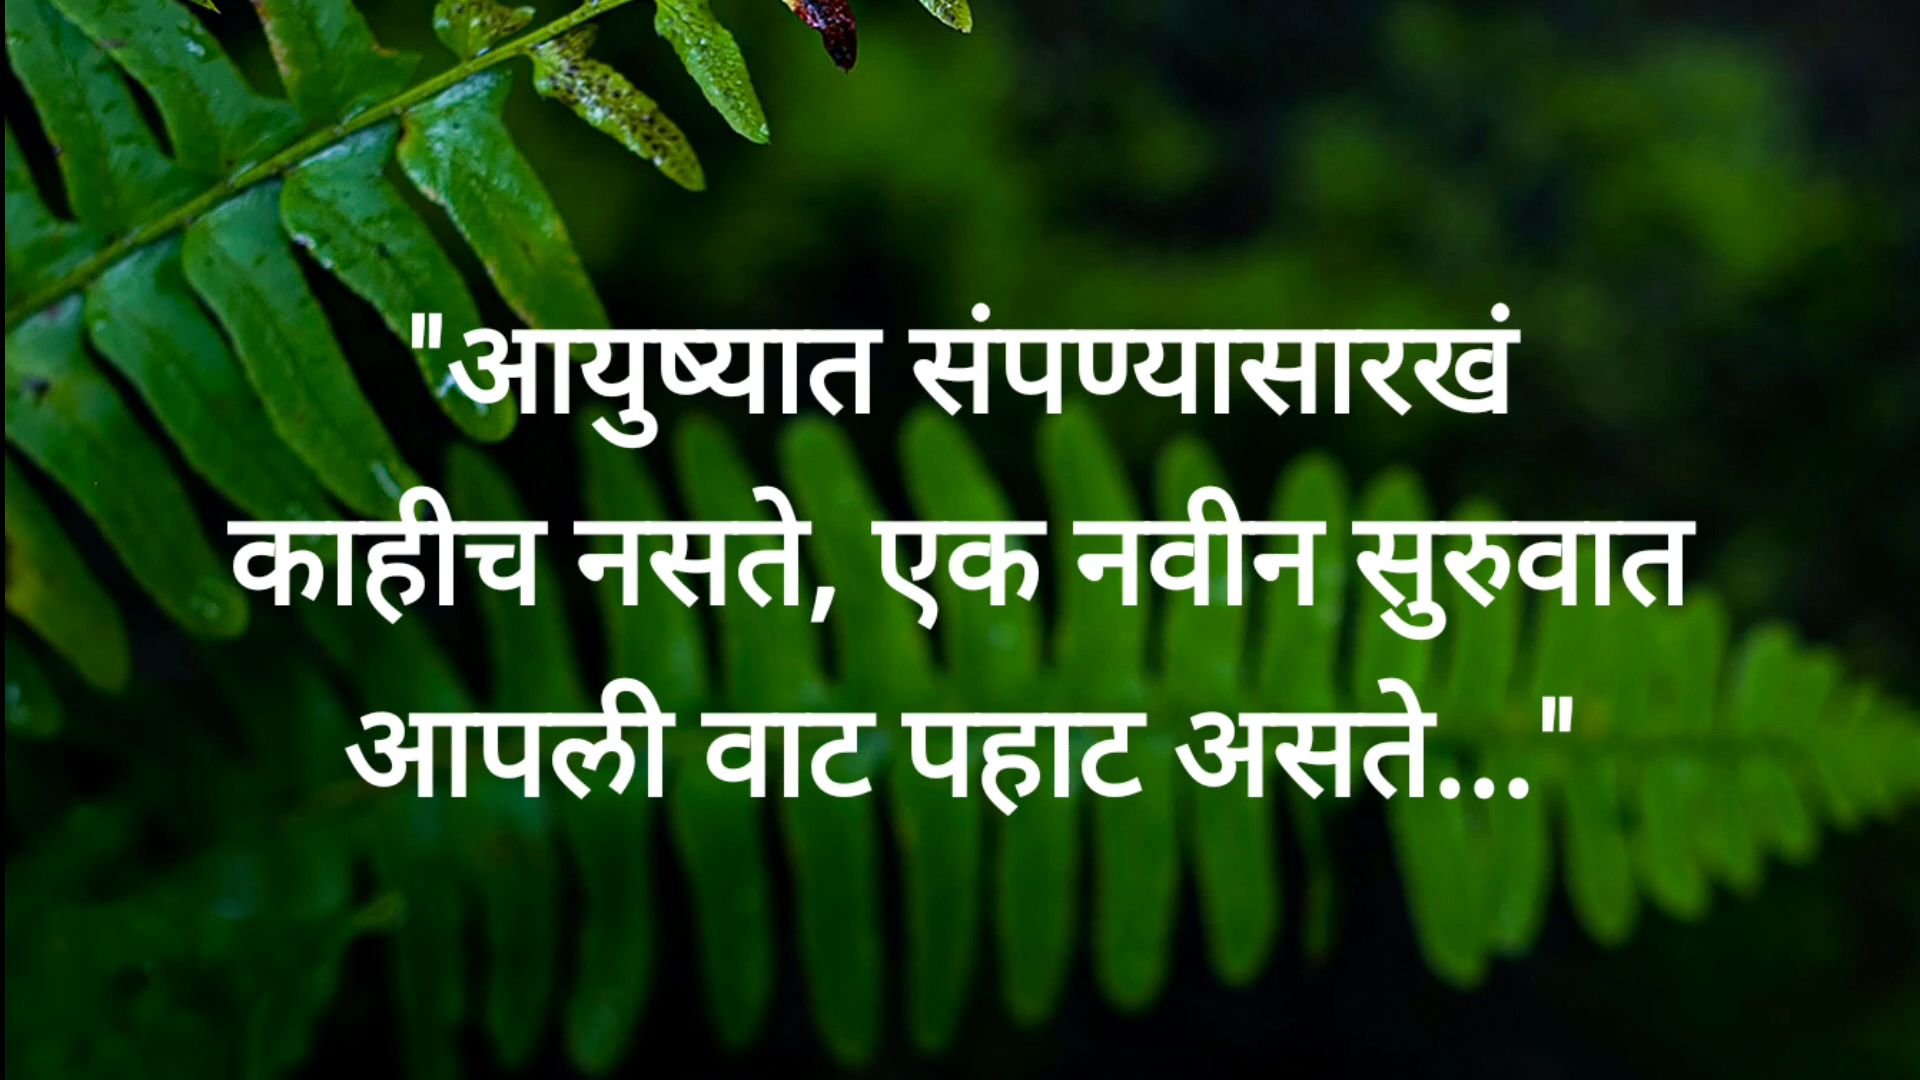 "आयुष्यात संपण्यासारखं
काहीच नसते, एक नवीन सुरुवात
आपली वाट पहाट असते..."